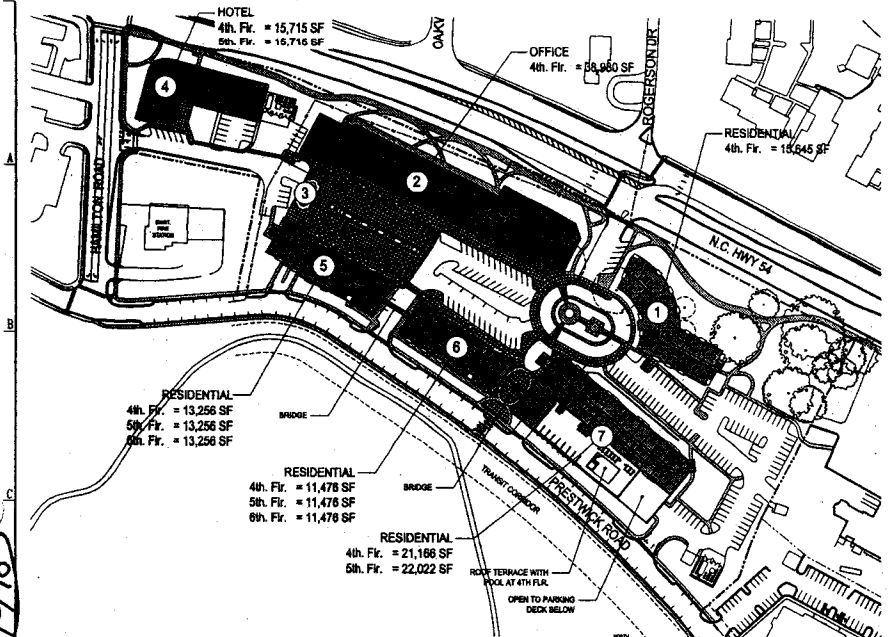 HOTEL
4th. Flr. = 15,715 SF
5th. Flr. = 15,715 SF
OFFICE
4th. Flr. = 38,980 SF
ROGERSON DR
RESIDENTIAL
4th. Flr. = 15,645 SF
A
4
2
3
HAMILTON ROAD
N.C. HWY 54
5
1
B
6
RESIDENTIAL
4th. Flr. = 13,256 SF
5th. Flr. = 13,256 SF
6th. Flr. = 13,256 SF
BRIDGE
7
RESIDENTIAL
4th. Flr. = 11,476 SF
5th. Flr. = 11,476 SF
6th. Flr. = 11,476 SF
BRIDGE
TRANSIT CORRIDOR
PRESTWICK ROAD
C
RESIDENTIAL
4th. Flr. = 21,166 SF
5th. Flr. = 22,022 SF
ROOF TERRACE WITH
POOL AT 4TH FLR.
OPEN TO PARKING
DECK BELOW